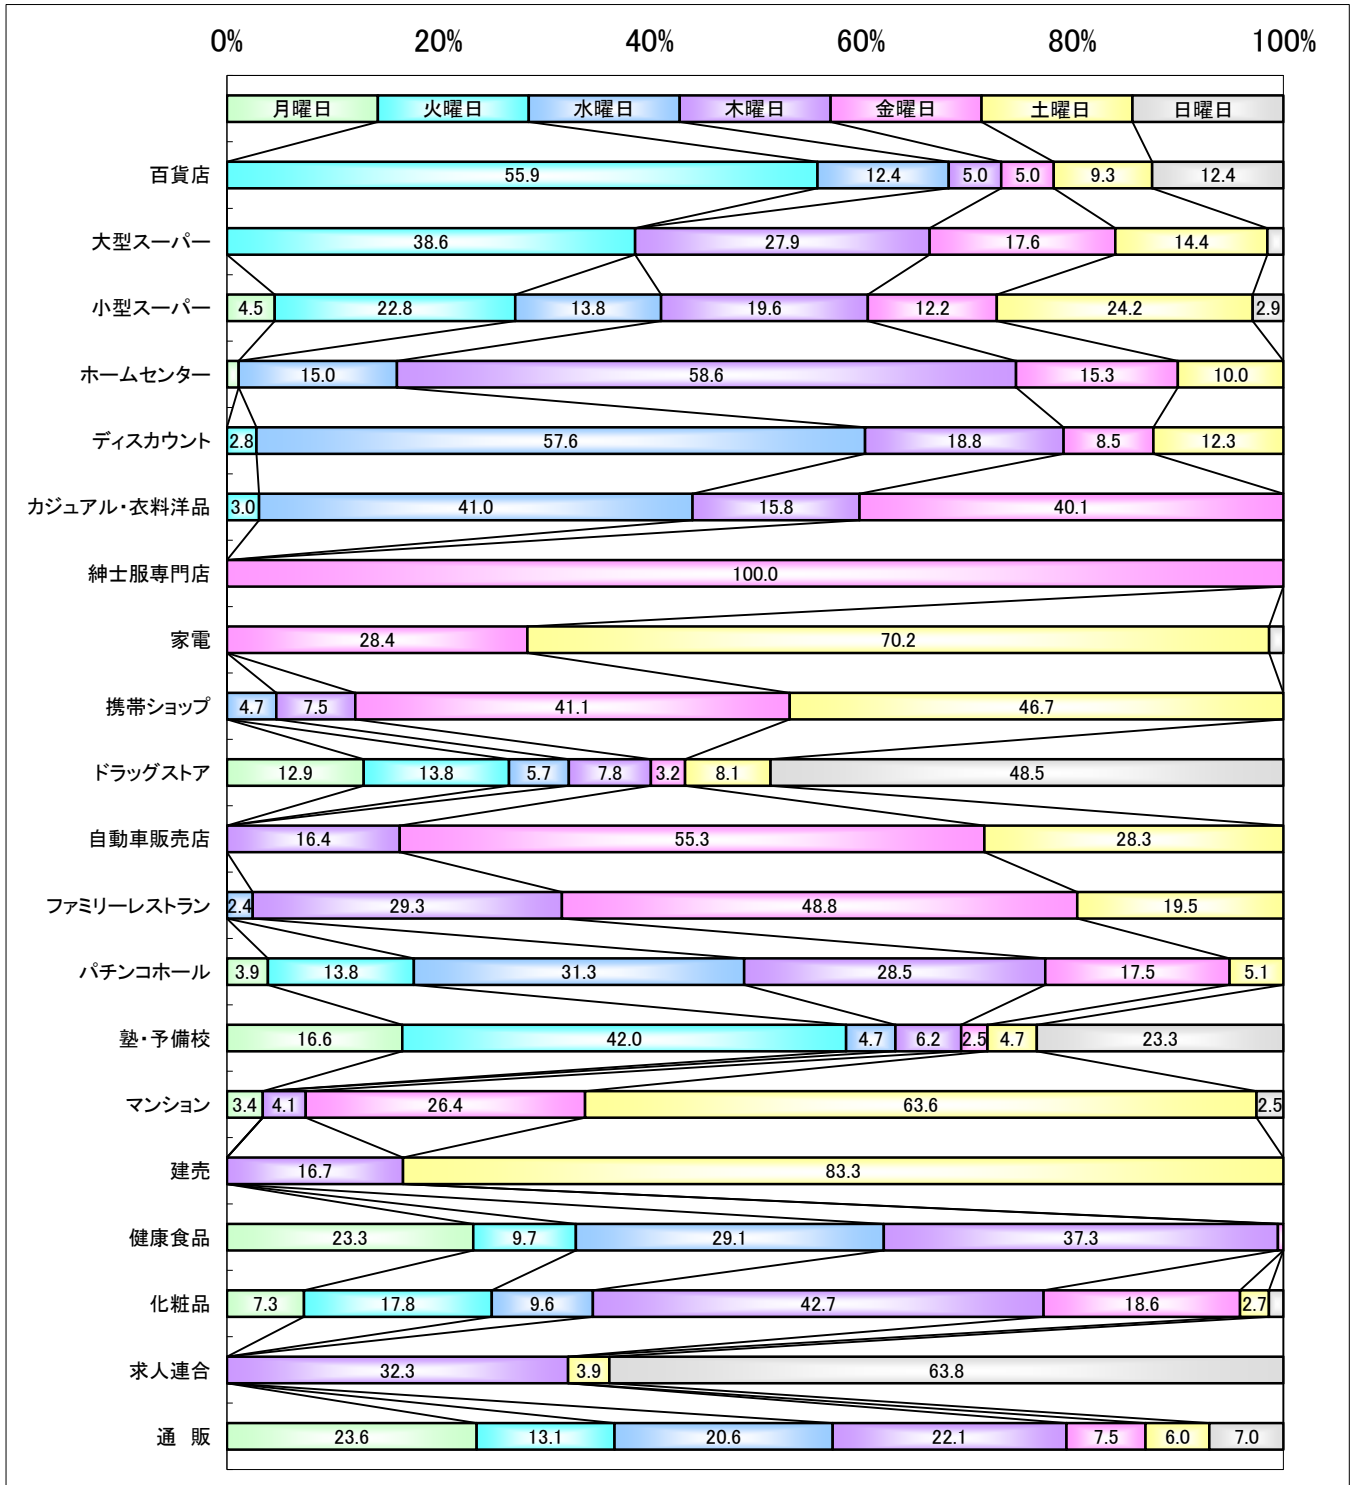 0% 20% 40% 60% 80% 100%
月曜日 火曜日 水曜日 木曜日 金曜日 土曜日 日曜日
百貨店 55.9 12.4 5.0 5.0 9.3 12.4
大型スーパー 38.6 27.9 17.6 14.4
小型スーパー 4.5 22.8 13.8 19.6 12.2 24.2 2.9
ホームセンター 15.0 58.6 15.3 10.0
ディスカウント 2.8 57.6 18.8 8.5 12.3
カジュアル・衣料洋品 3.0 41.0 15.8 40.1
紳士服専門店 100.0
家電 28.4 70.2
携帯ショップ 4.7 7.5 41.1 46.7
ドラッグストア 12.9 13.8 5.7 7.8 3.2 8.1 48.5
自動車販売店 16.4 55.3 28.3
ファミリーレストラン 2.4 29.3 48.8 19.5
パチンコホール 3.9 13.8 31.3 28.5 17.5 5.1
塾・予備校 16.6 42.0 4.7 6.2 2.5 4.7 23.3
マンション 3.4 4.1 26.4 63.6 2.5
建売 16.7 83.3
健康食品 23.3 9.7 29.1 37.3
化粧品 7.3 17.8 9.6 42.7 18.6 2.7
求人連合 32.3 3.9 63.8
通 販 23.6 13.1 20.6 22.1 7.5 6.0 7.0